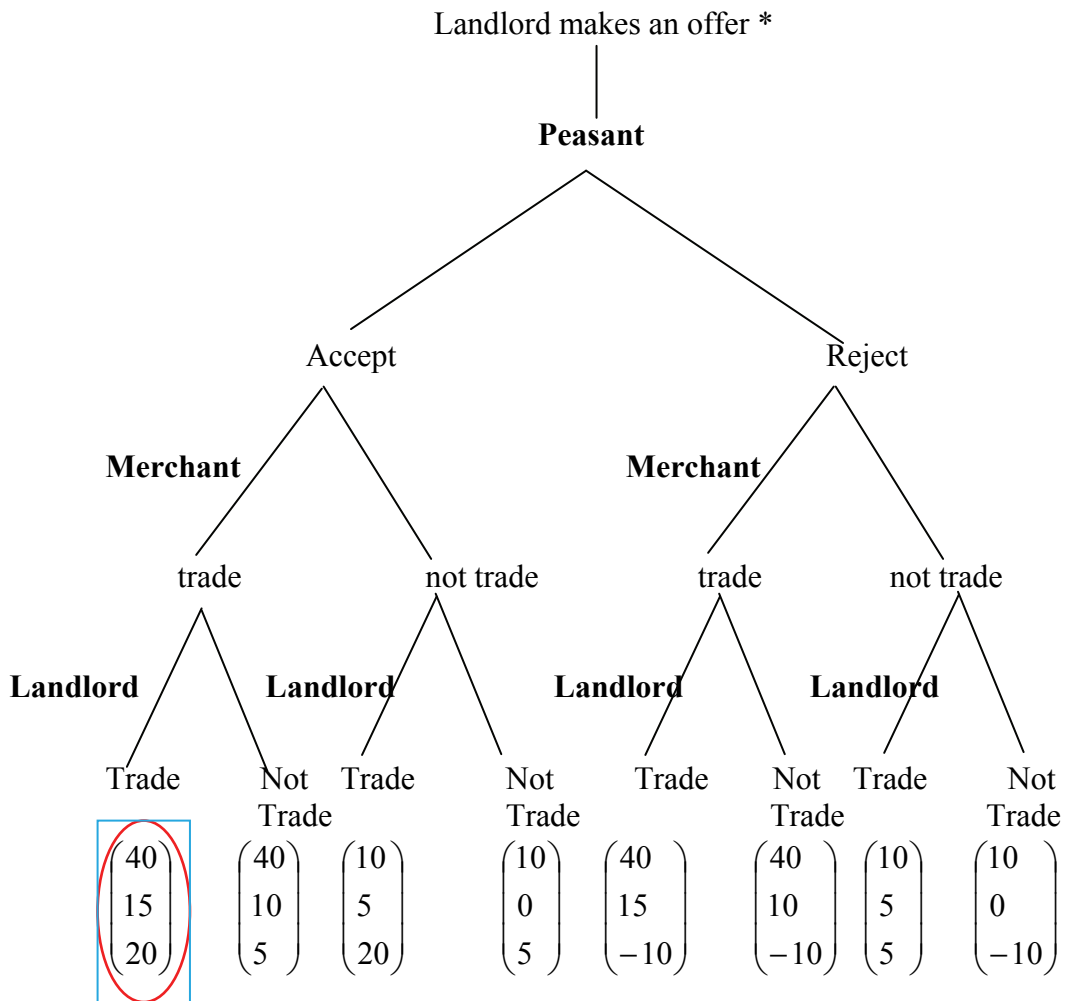 Landlord makes an offer *
Peasant
Accept Reject
Merchant Merchant
trade not trade trade not trade
Landlord Landlord Landlord Landlord
Trade Not Trade Not Trade Not Trade Not
Trade Trade Trade Trade
40 40 10 10 40 40 10 10
15 10 5 0 15 10 5 0
20 5 20 5 −10 −10 5 −10